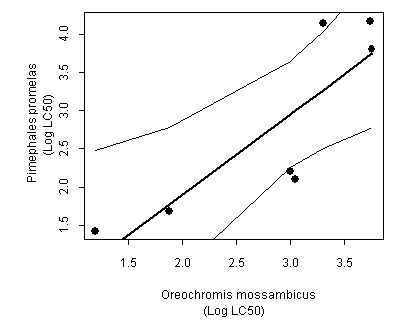 Pimephales promelas
(Log LC50)
4.0
3.5
3.0
2.5
2.0
1.5
1.5 2.0 2.5 3.0 3.5
Oreochromis mossambicus
(Log LC50)